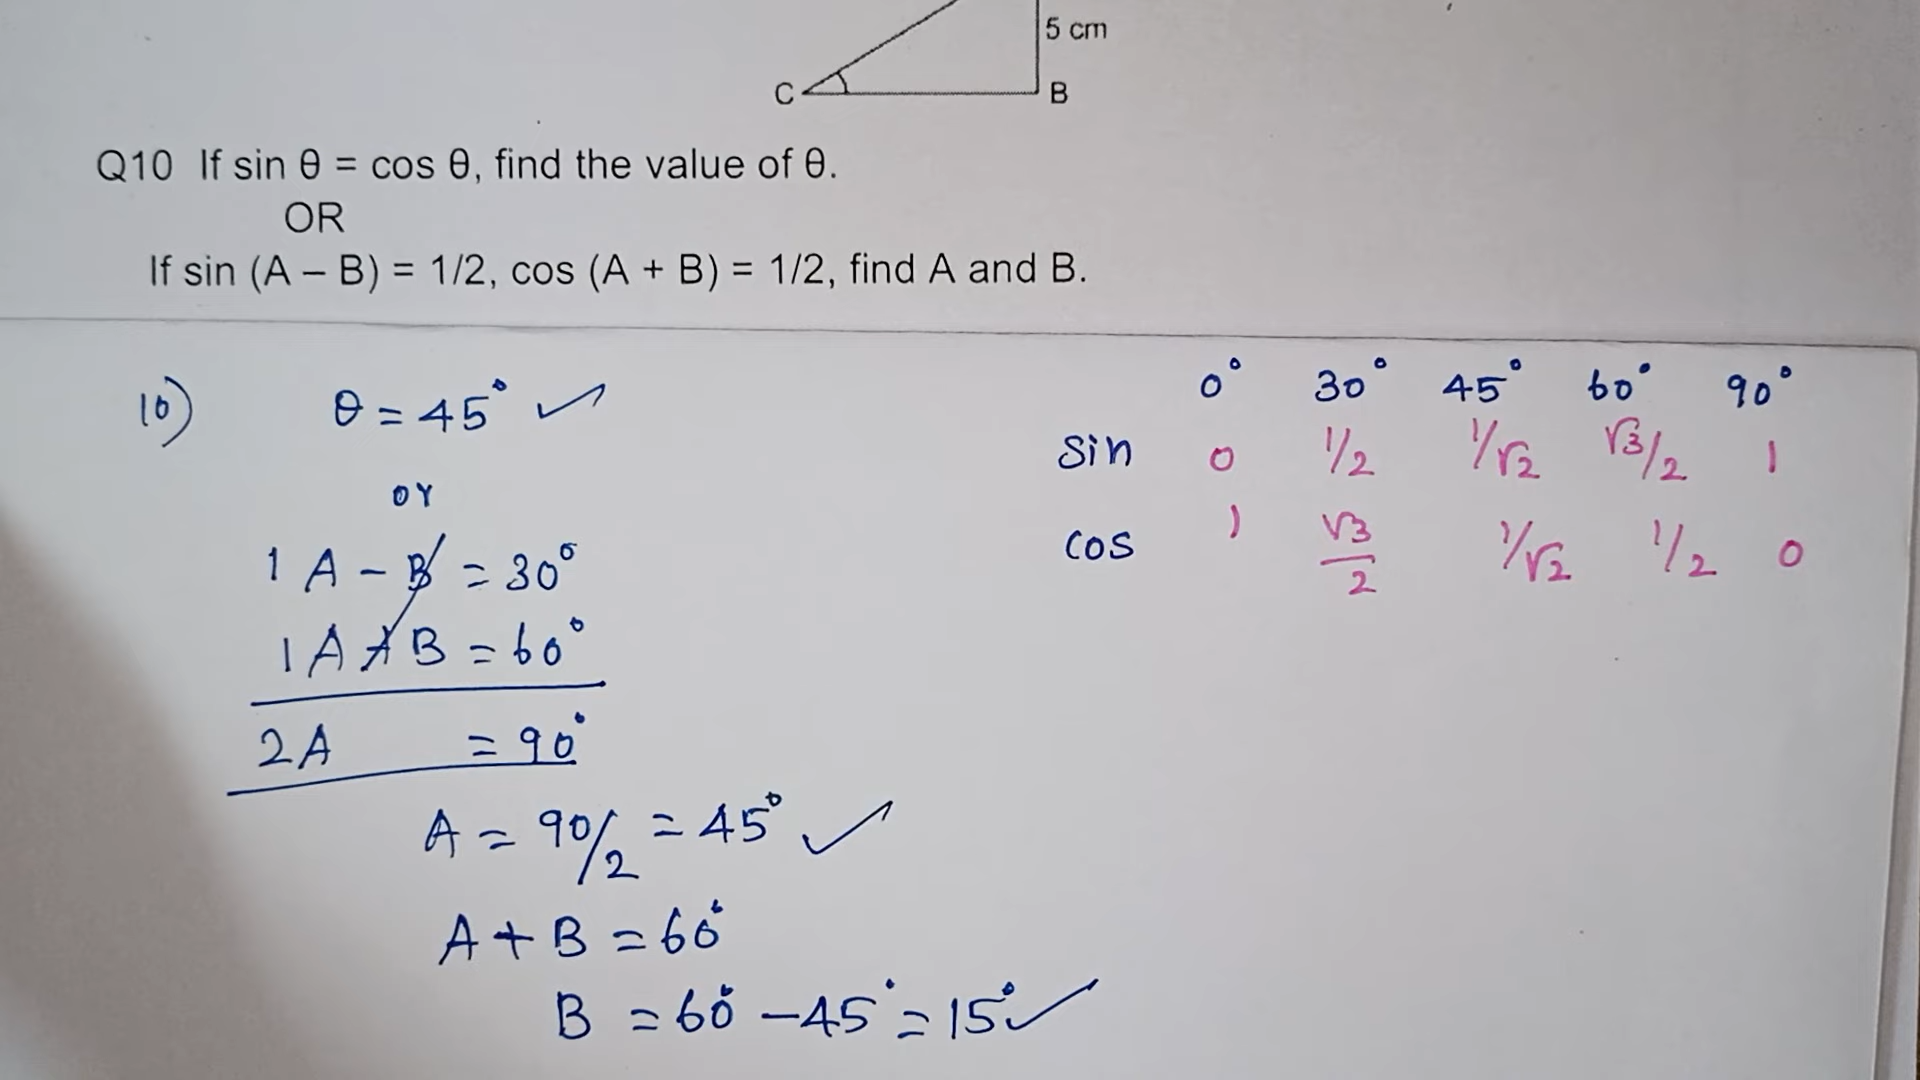 5 cm
C
B
Q10 If sin θ = cos θ, find the value of θ.
OR
If sin (A – B) = 1/2, cos (A + B) = 1/2, find A and B.
10) θ = 45° ✓
or
1 A - B = 30°
1 A + B = 60°
2A = 90°
A = 90/2 = 45° ✓
A + B = 60°
B = 60° - 45° = 15° ✓
0° 30° 45° 60° 90°
sin 0 1/2 1/√2 √3/2 1
cos 1 √3/2 1/√2 1/2 0